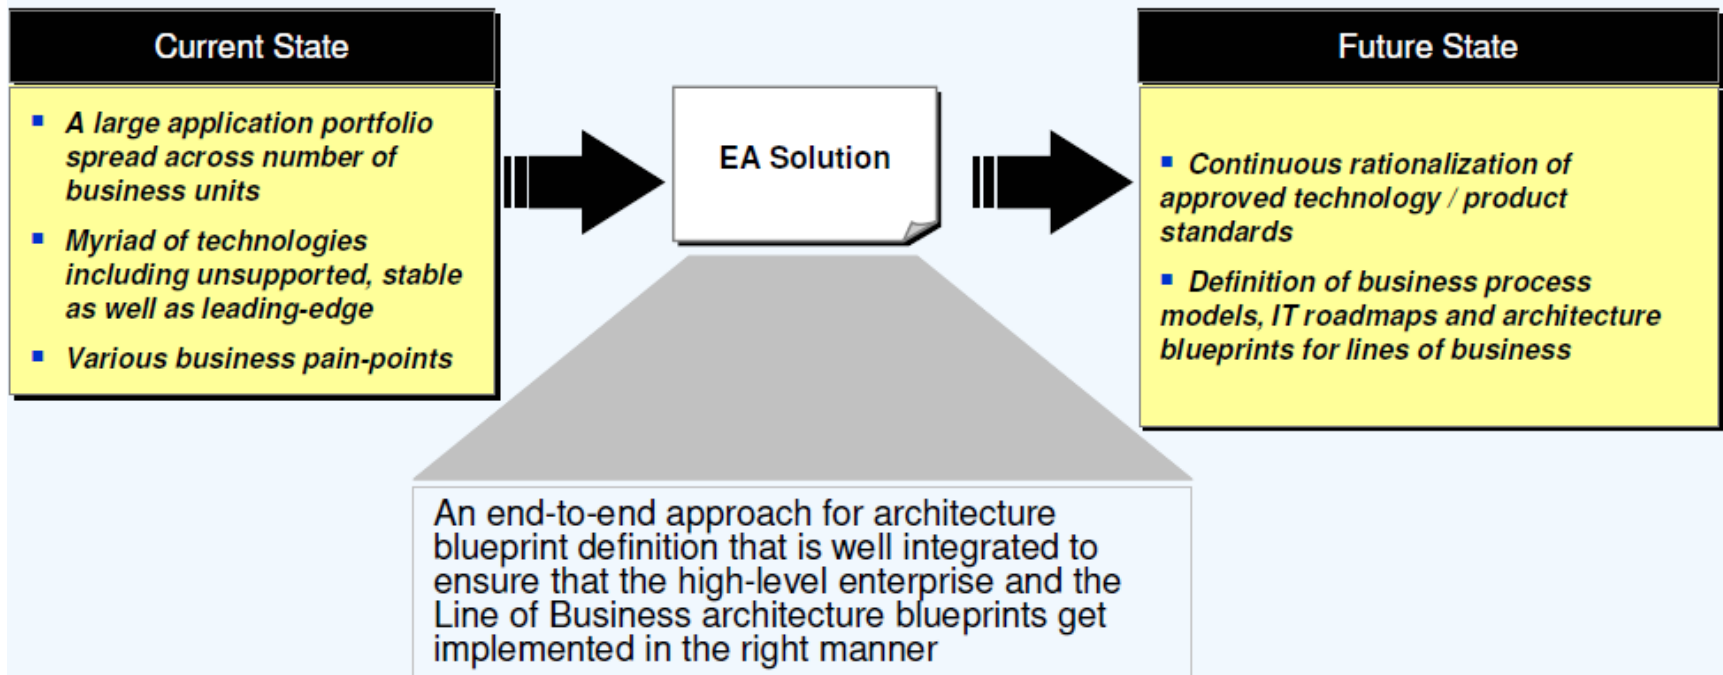 Current State
A large application portfolio
spread across number of
business units
Myriad of technologies
including unsupported, stable
as well as leading-edge
Various business pain-points
EA Solution
Future State
Continuous rationalization of
approved technology / product
standards
Definition of business process
models, IT roadmaps and architecture
blueprints for lines of business
An end-to-end approach for architecture
blueprint definition that is well integrated to
ensure that the high-level enterprise and the
Line of Business architecture blueprints get
implemented in the right manner